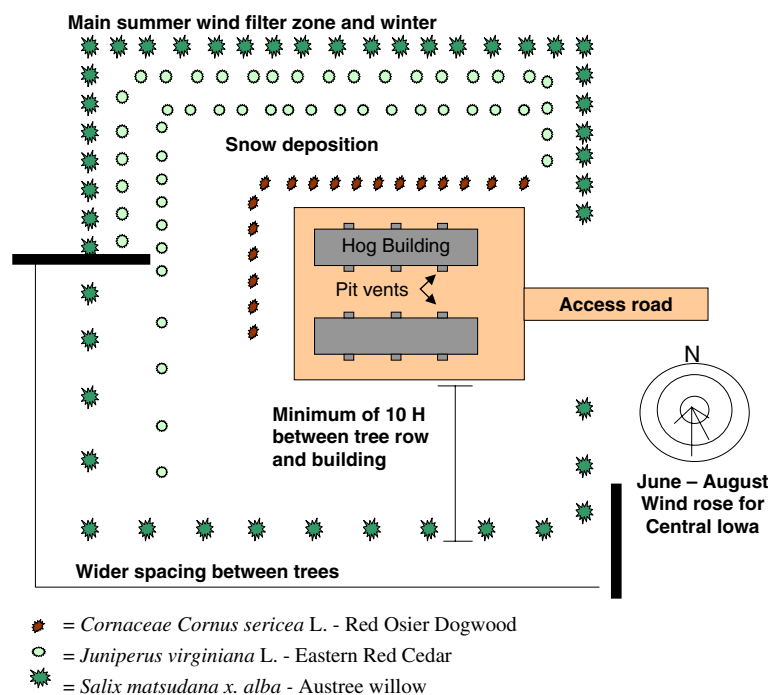 Main summer wind filter zone and winter
Snow deposition
Hog Building
Pit vents
Access road
N
Minimum of 10 H
between tree row
and building
June – August
Wind rose for
Central Iowa
Wider spacing between trees
= Cornaceae Cornus sericea L. - Red Osier Dogwood
= Juniperus virginiana L. - Eastern Red Cedar
= Salix matsudana x. alba - Austree willow